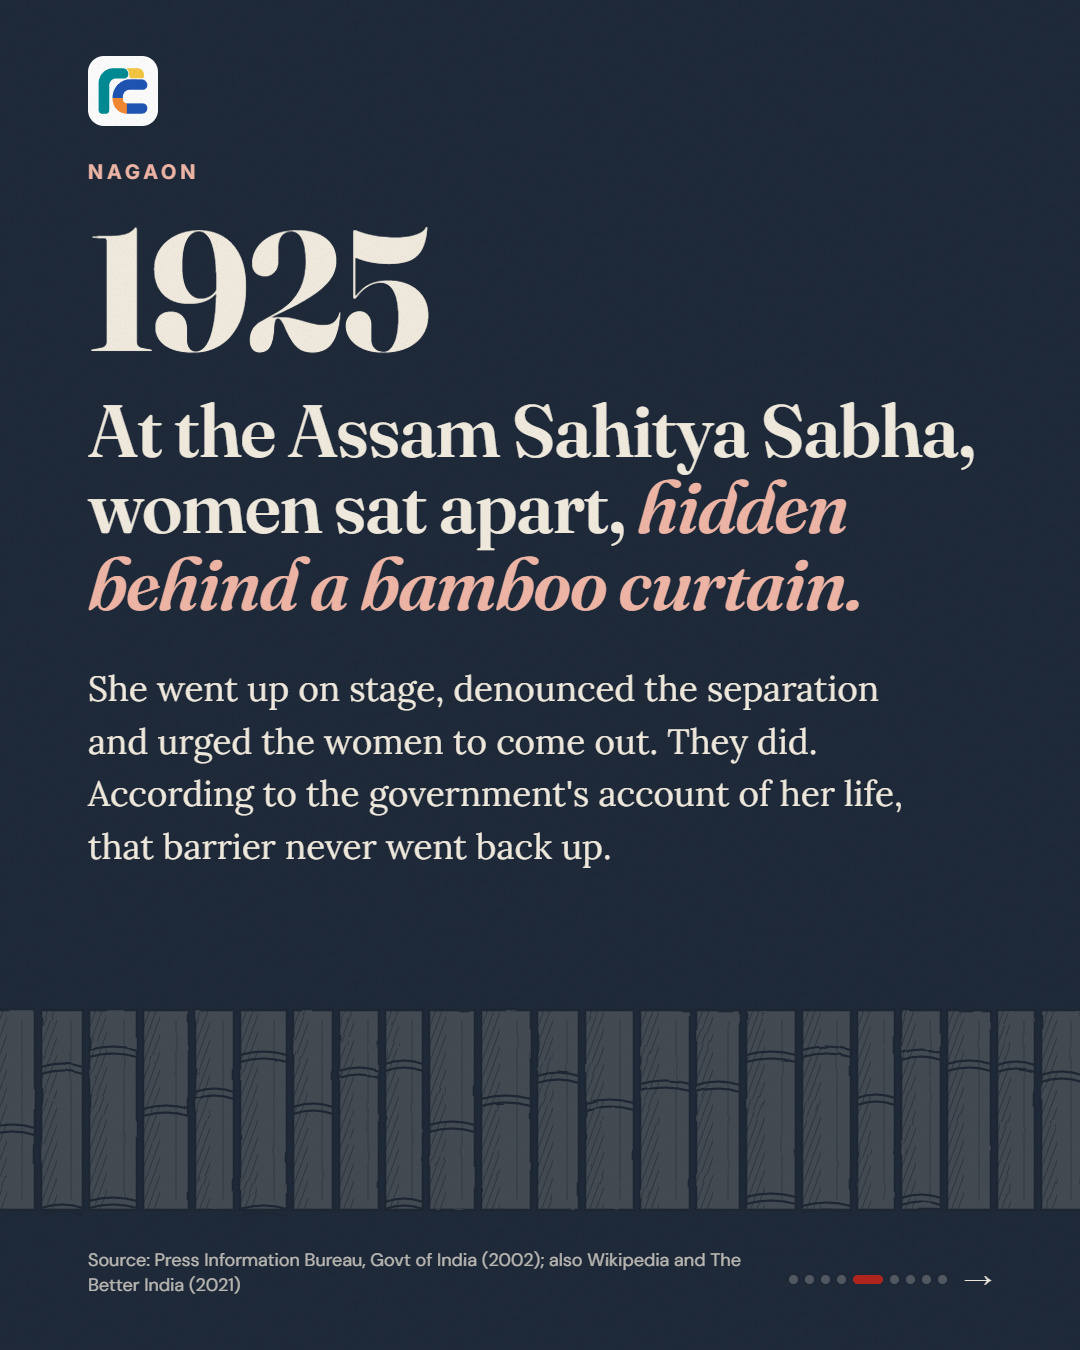 NAGAON
1925
At the Assam Sahitya Sabha,
women sat apart, hidden
behind a bamboo curtain.
She went up on stage, denounced the separation
and urged the women to come out. They did.
According to the government's account of her life,
that barrier never went back up.
Source: Press Information Bureau, Govt of India (2002); also Wikipedia and The
Better India (2021)